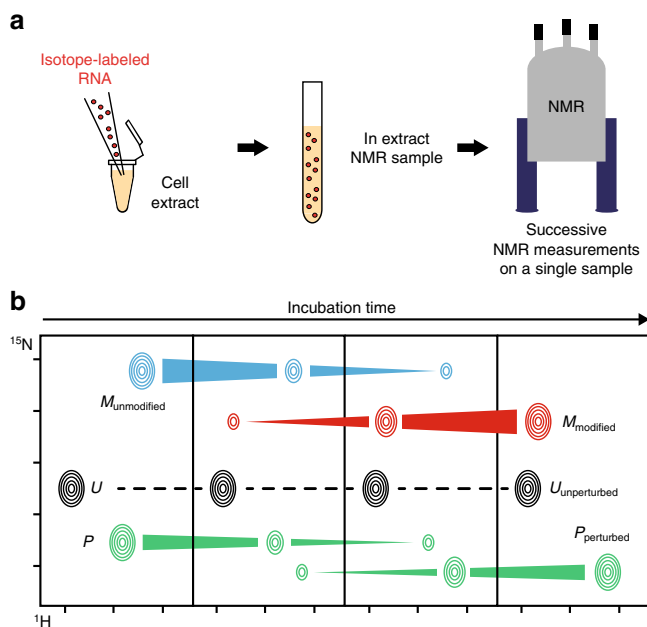 a
Isotope-labeled
RNA
Cell
extract
In extract
NMR sample
NMR
Successive
NMR measurements
on a single sample
b
Incubation time
15N
Munmodified
Mmodified
U
Uunperturbed
P
Pperturbed
1H